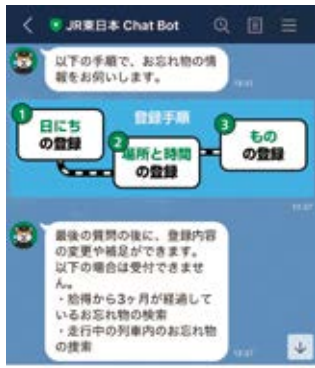 JR東日本 Chat Bot
以下の手順で、お忘れ物の情
報をお伺いします。
登録手順
1
日にち
の登録
2
場所と時間
の登録
3
もの
の登録
最後の質問の後に、登録内容
の変更や補足ができます。
以下の場合は受付できませ
ん。
・拾得から3ヶ月が経過して
いるお忘れ物の検索
・走行中の列車内のお忘れ物
の捜索